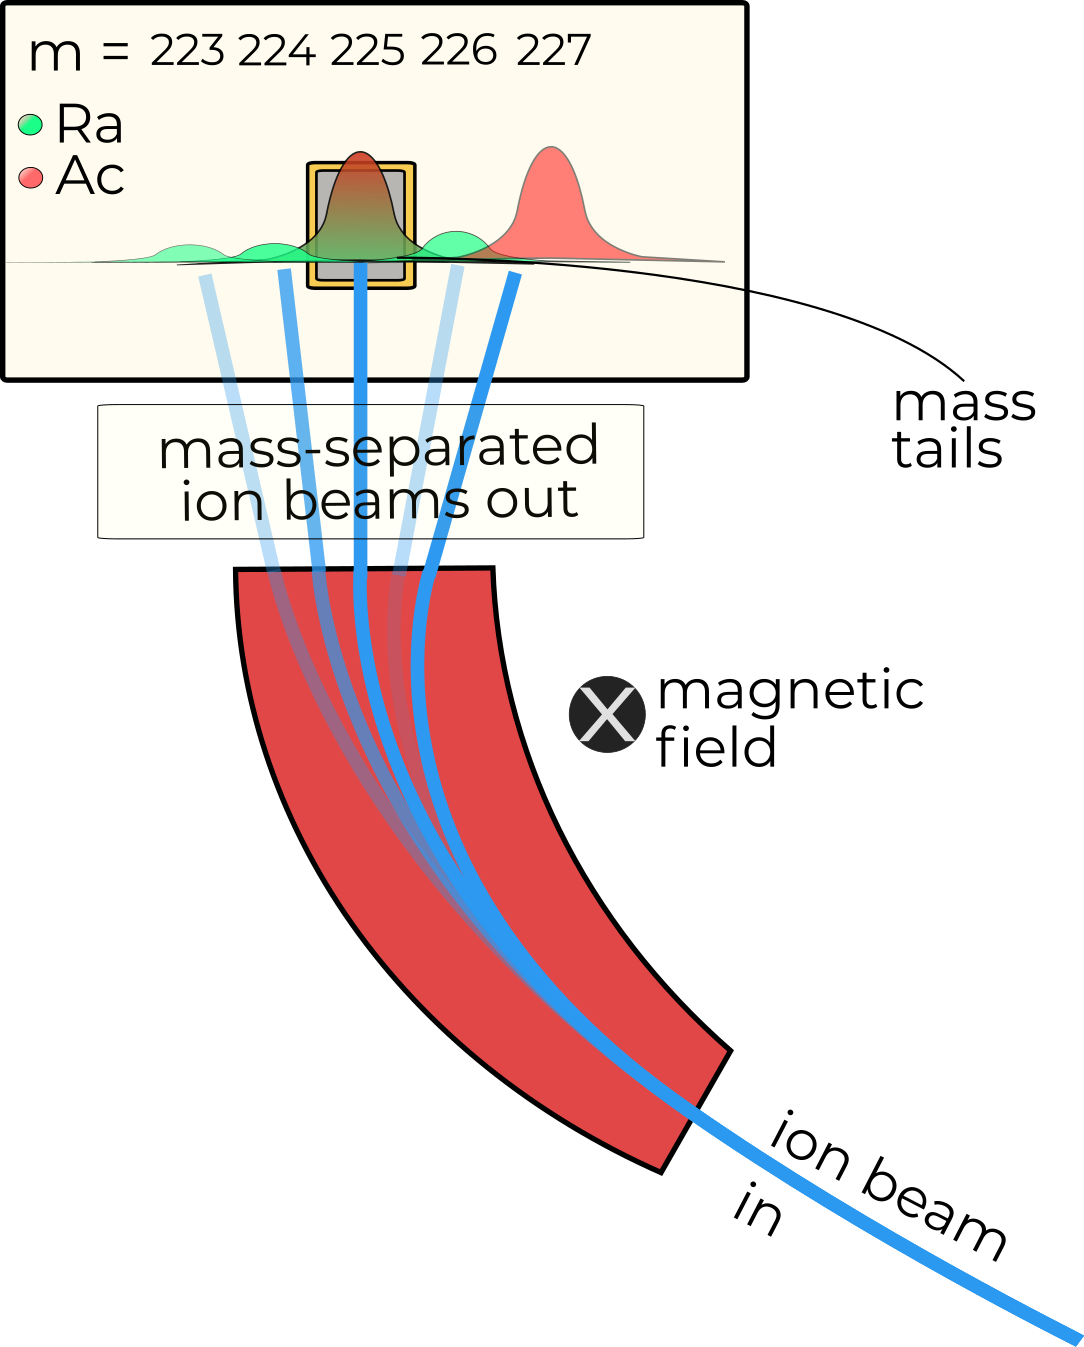 m = 223 224 225 226 227
Ra
Ac
mass
tails
mass-separated
ion beams out
X magnetic
field
ion beam
in